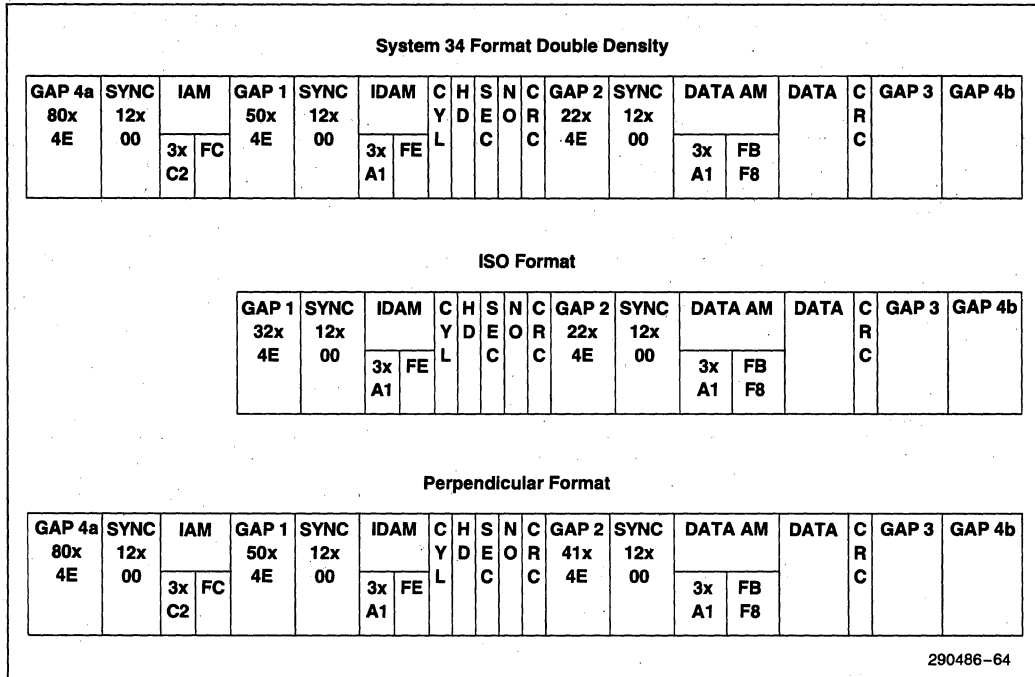 System 34 Format Double Density
GAP 4a SYNC IAM GAP 1 SYNC IDAM C H S N C GAP 2 SYNC DATA AM DATA C GAP 3 GAP 4b
80x 12x 50x 12x Y D E O R 22x 12x R
4E 00 3x FC 4E 00 3x FE L C C 4E 00 3x FB C
C2 A1 A1 F8
ISO Format
GAP 1 SYNC IDAM C H S N C GAP 2 SYNC DATA AM DATA C GAP 3 GAP 4b
32x 12x Y D E O R 22x 12x R
4E 00 3x FE L C C 4E 00 3x FB C
A1 A1 F8
Perpendicular Format
GAP 4a SYNC IAM GAP 1 SYNC IDAM C H S N C GAP 2 SYNC DATA AM DATA C GAP 3 GAP 4b
80x 12x 50x 12x Y D E O R 41x 12x R
4E 00 3x FC 4E 00 3x FE L C C 4E 00 3x FB C
C2 A1 A1 F8
290486–64